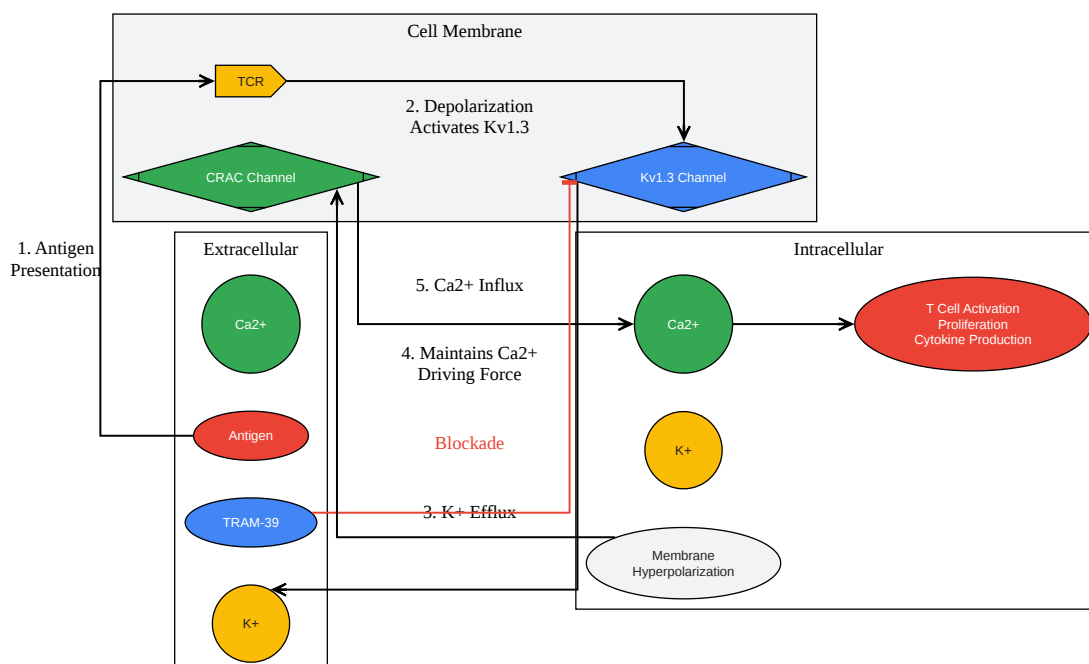 Cell Membrane
TCR
2. Depolarization
Activates Kv1.3
CRAC Channel
Kv1.3 Channel
1. Antigen
Presentation
Extracellular
Intracellular
5. Ca2+ Influx
Ca2+
Ca2+
T Cell Activation
Proliferation
Cytokine Production
4. Maintains Ca2+
Driving Force
Antigen
Blockade
K+
TRAM-39
3. K+ Efflux
Membrane
Hyperpolarization
K+